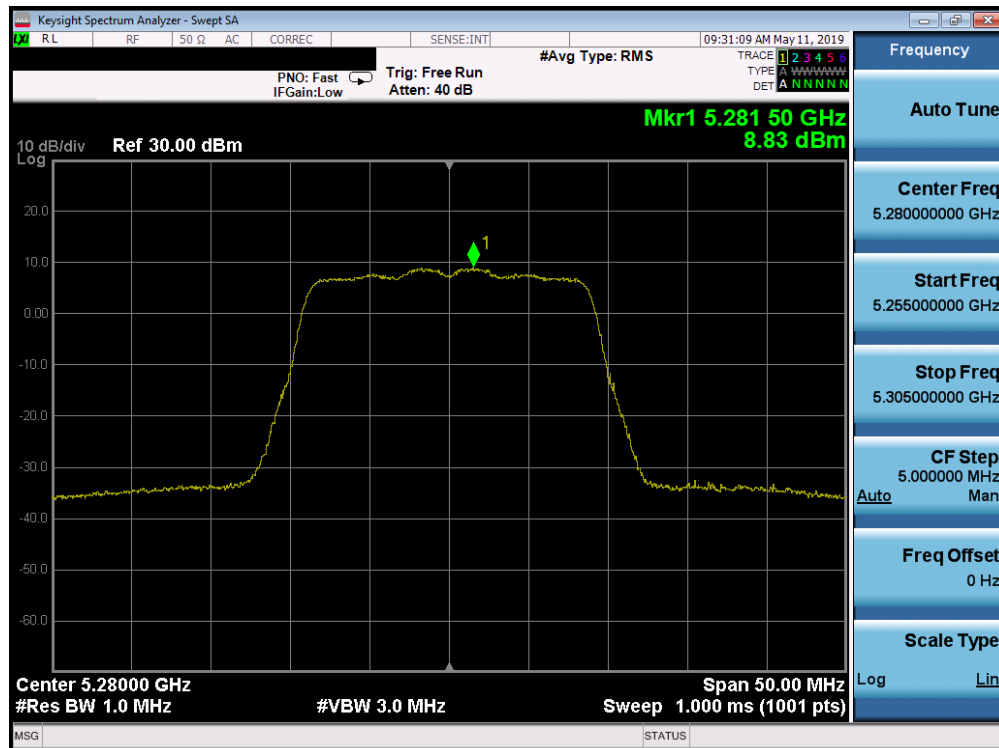 Keysight Spectrum Analyzer - Swept SA
LXI RL RF 50 Ω AC CORREC SENSE:INT 09:31:09 AM May 11, 2019
#Avg Type: RMS TRACE 1 2 3 4 5 6
PNO: Fast Trig: Free Run TYPE A WWWWW
IFGain:Low Atten: 40 dB DET A N N N N N
Mkr1 5.281 50 GHz
8.83 dBm
10 dB/div Ref 30.00 dBm
Log
1
20.0
10.0
0.00
-10.0
-20.0
-30.0
-40.0
-50.0
-60.0
Center 5.28000 GHz Span 50.00 MHz
#Res BW 1.0 MHz #VBW 3.0 MHz Sweep 1.000 ms (1001 pts)
MSG STATUS
Frequency
Auto Tune
Center Freq
5.280000000 GHz
Start Freq
5.255000000 GHz
Stop Freq
5.305000000 GHz
CF Step
5.000000 MHz
Auto Man
Freq Offset
0 Hz
Scale Type
Log Lin